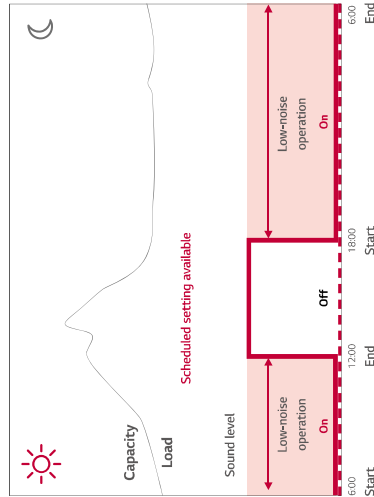 Capacity
Load
Scheduled setting available
Sound level
Low-noise
operation
On
Off
Low-noise
operation
On
6:00
12:00
18:00
6:00
Start
End
Start
End